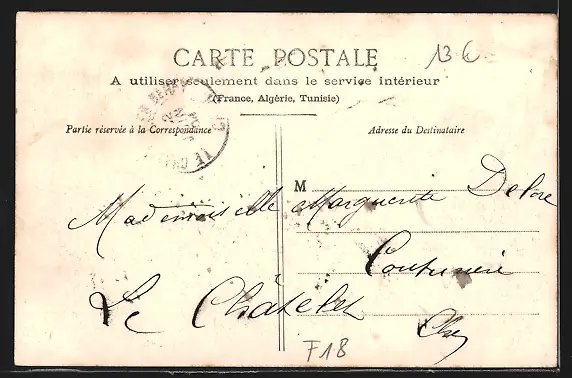 CARTE POSTALE
13 €
A utiliser seulement dans le service intérieur
(France, Algérie, Tunisie)
Partie réservée à la Correspondance
Adresse du Destinataire
LE
M
Mademoiselle Marguerite Delore
Couturière
Le Châtelet
Cher
F18